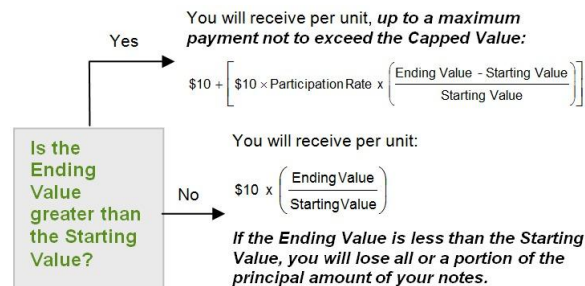 You will receive per unit, up to a maximum
payment not to exceed the Capped Value:
Yes
$10 + [ $10 × Participation Rate x ( Ending Value - Starting Value / Starting Value ) ]
Is the
Ending
Value
greater than
the Starting
Value?
You will receive per unit:
No
$10 x ( Ending Value / Starting Value )
If the Ending Value is less than the Starting
Value, you will lose all or a portion of the
principal amount of your notes.